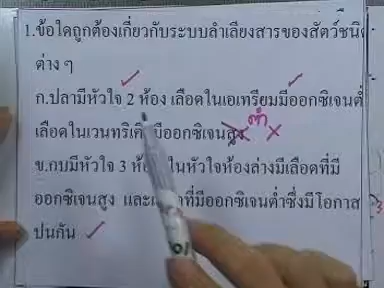 1.ข้อใดถูกต้องเกี่ยวกับระบบลำเลียงสารของสัตว์ชนิด
ต่าง ๆ
ก.ปลามีหัวใจ 2 ห้อง เลือดในเอเทรียมมีออกซิเจนต่ำ
ต่ำ
เลือดในเวนทริเคิลมีออกซิเจนสูง
ข.กบมีหัวใจ 3 ห้อง ในหัวใจห้องล่างมีเลือดที่มี
ออกซิเจนสูง และ ที่มีออกซิเจนต่ำซึ่งมีโอกาส
ปนกัน